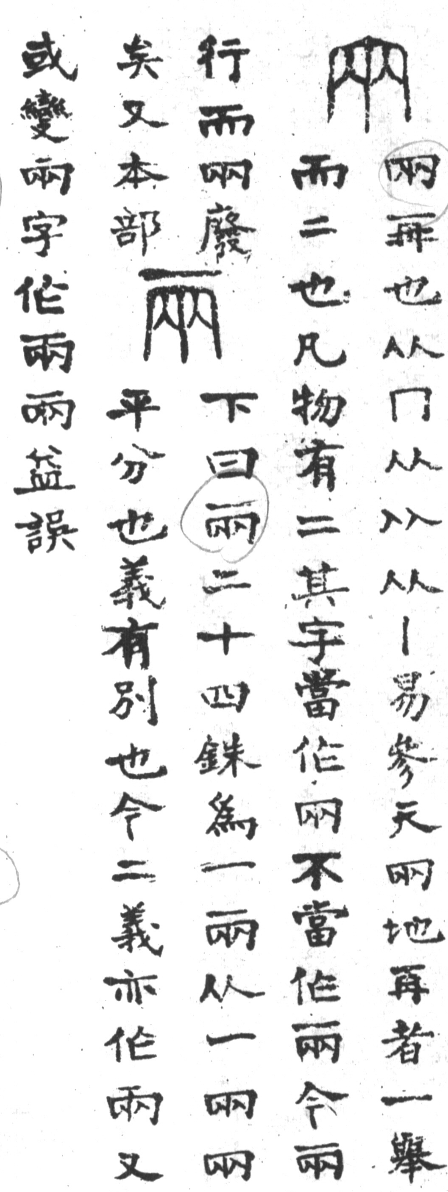 㒳
㒳再也从冂从入入从丨易參天㒳地再者一舉
而二也凡物有二其字當作㒳不當作兩今兩
行而㒳廢
矣又本部
兩
下曰兩二十四銖爲一兩从一㒳㒳
平分也義有別也今二義亦作兩又
或變兩字作兩兩益誤